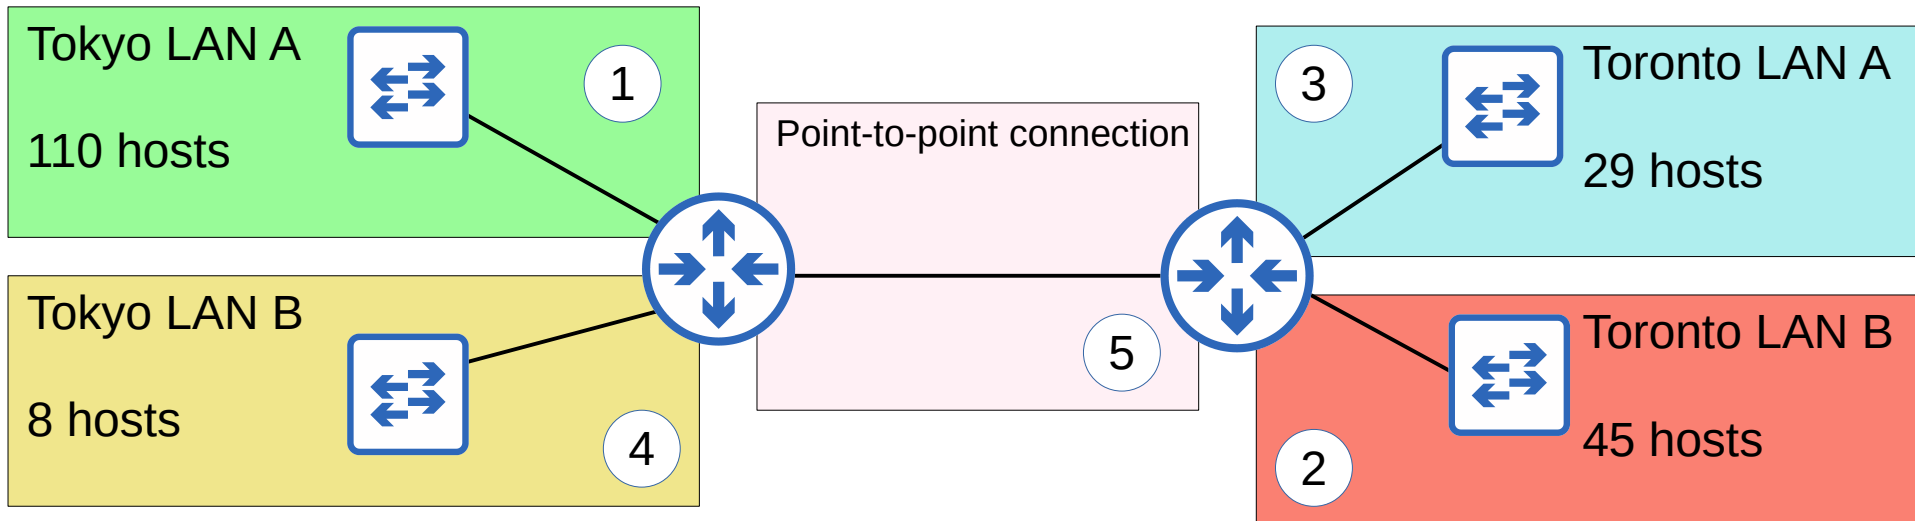 Tokyo LAN A
110 hosts
1
Tokyo LAN B
8 hosts
4
Point-to-point connection
5
3
Toronto LAN A
29 hosts
Toronto LAN B
45 hosts
2